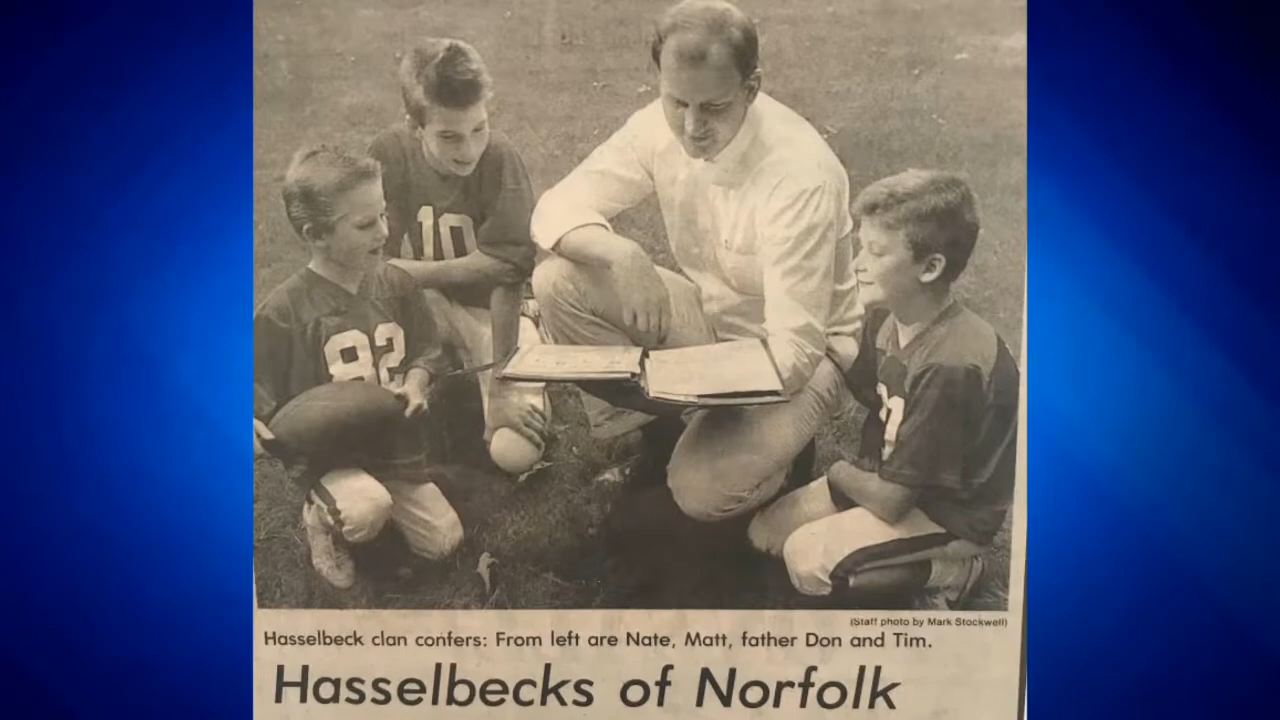 10
82
(Staff photo by Mark Stockwell)
Hasselbeck clan confers: From left are Nate, Matt, father Don and Tim.
Hasselbecks of Norfolk